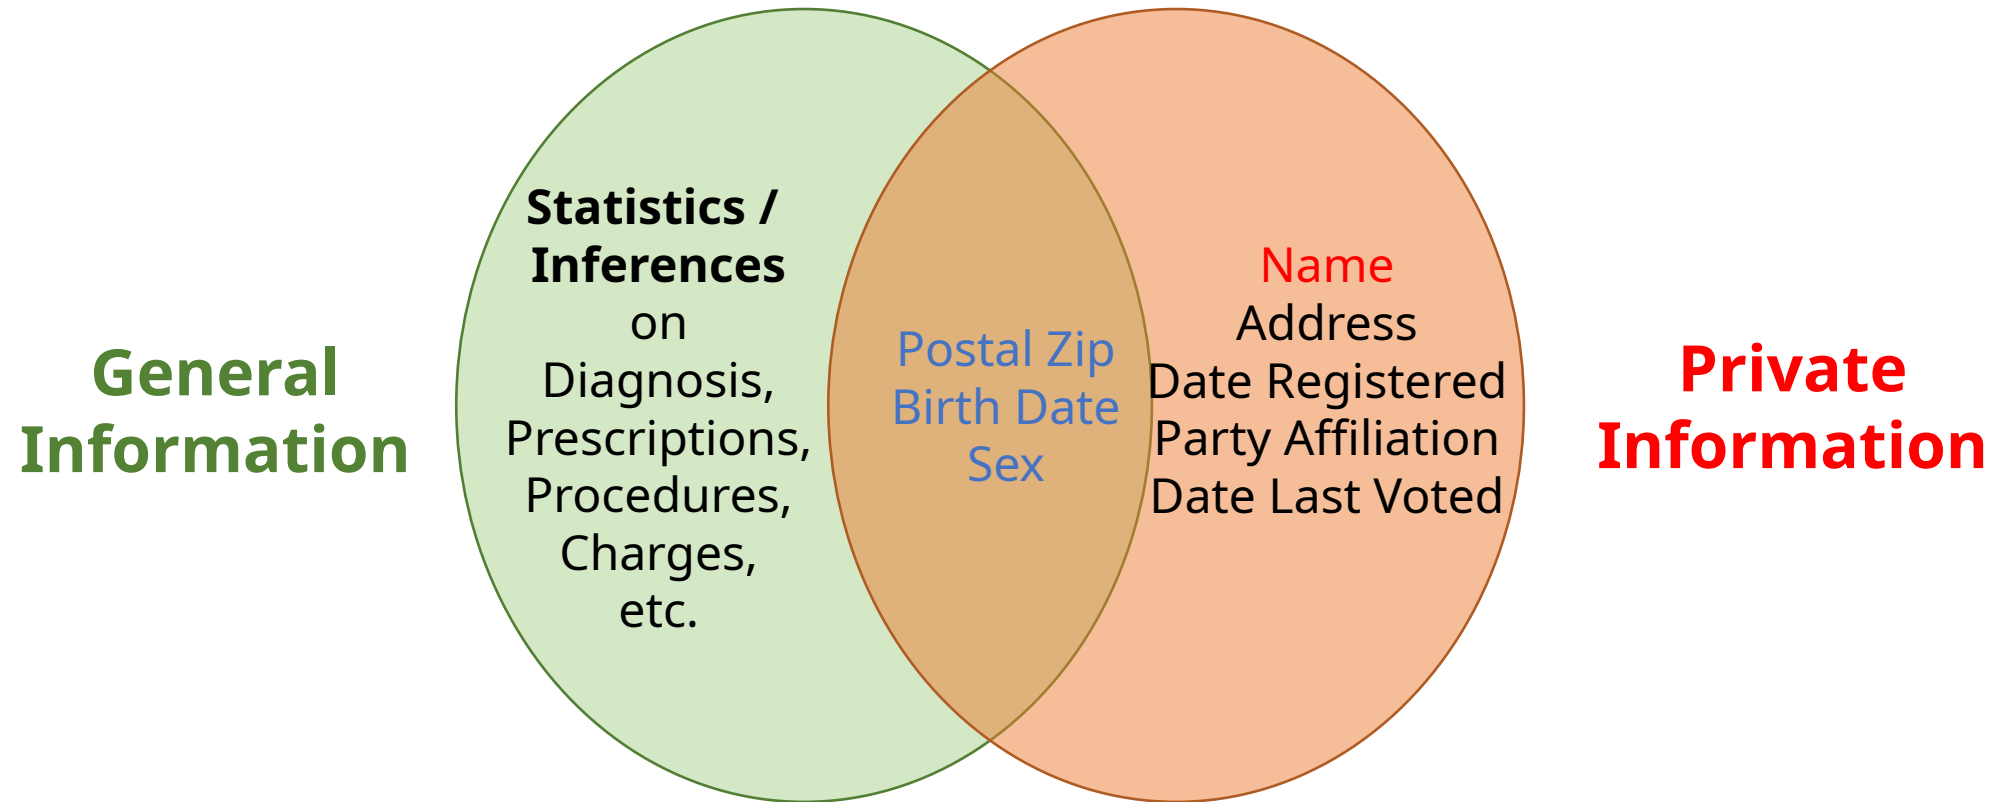 General
Information
Statistics /
Inferences
on
Diagnosis,
Prescriptions,
Procedures,
Charges,
etc.
Postal Zip
Birth Date
Sex
Name
Address
Date Registered
Party Affiliation
Date Last Voted
Private
Information